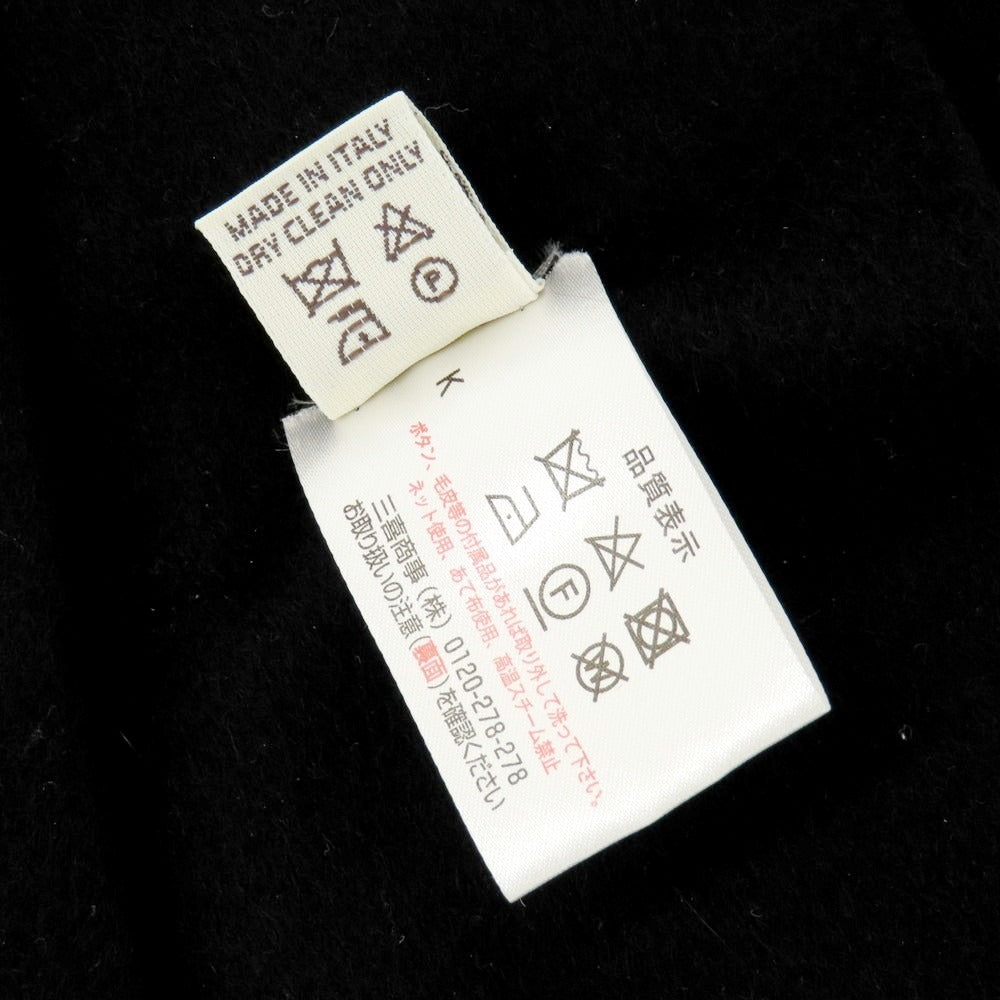 MADE IN ITALY
DRY CLEAN ONLY
P
K
品質表示
F
W
ボタン、毛皮等の付属品があれば取り外して洗って下さい。
ネット使用、あて布使用、高温スチーム禁止
三喜商事（株）0120-278-278
お取り扱いの注意(裏面)を確認ください